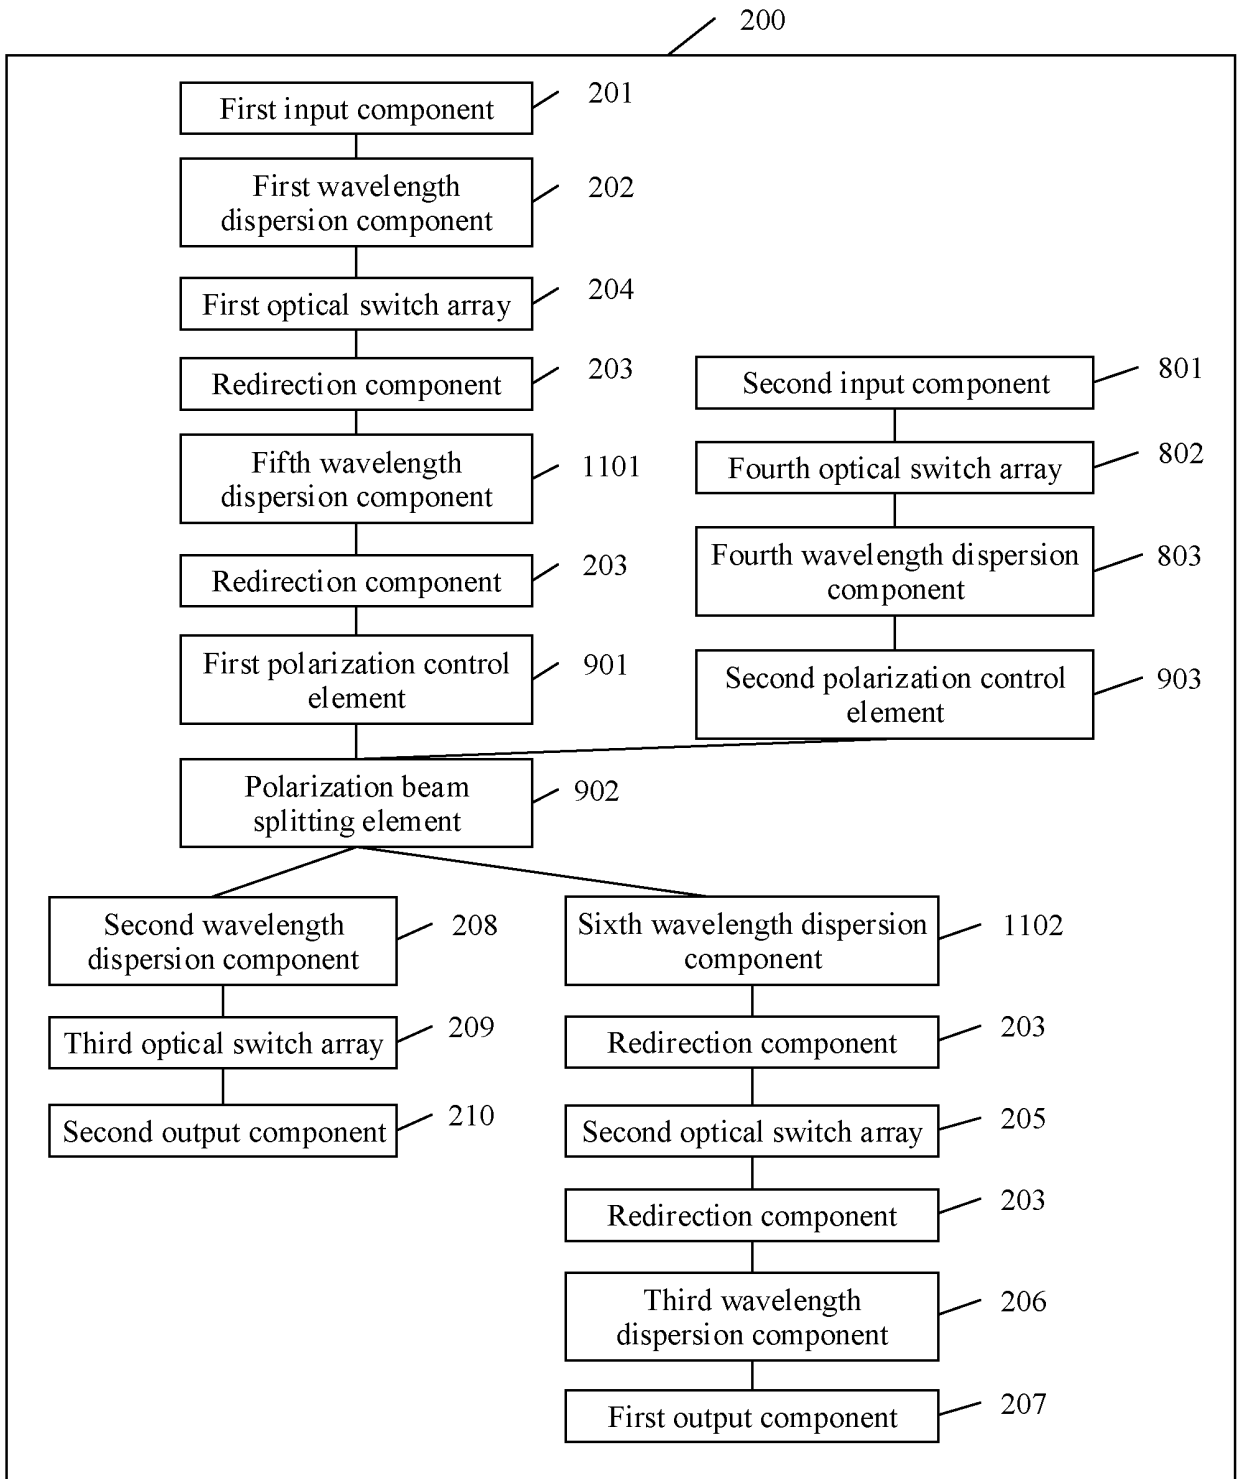 200
First input component
201
First wavelength
dispersion component
202
First optical switch array
204
Redirection component
203
Fifth wavelength
dispersion component
1101
Redirection component
203
First polarization control
element
901
Second input component
801
Fourth optical switch array
802
Fourth wavelength dispersion
component
803
Second polarization control
element
903
Polarization beam
splitting element
902
Second wavelength
dispersion component
208
Third optical switch array
209
Second output component
210
Sixth wavelength dispersion
component
1102
Redirection component
203
Second optical switch array
205
Redirection component
203
Third wavelength
dispersion component
206
First output component
207